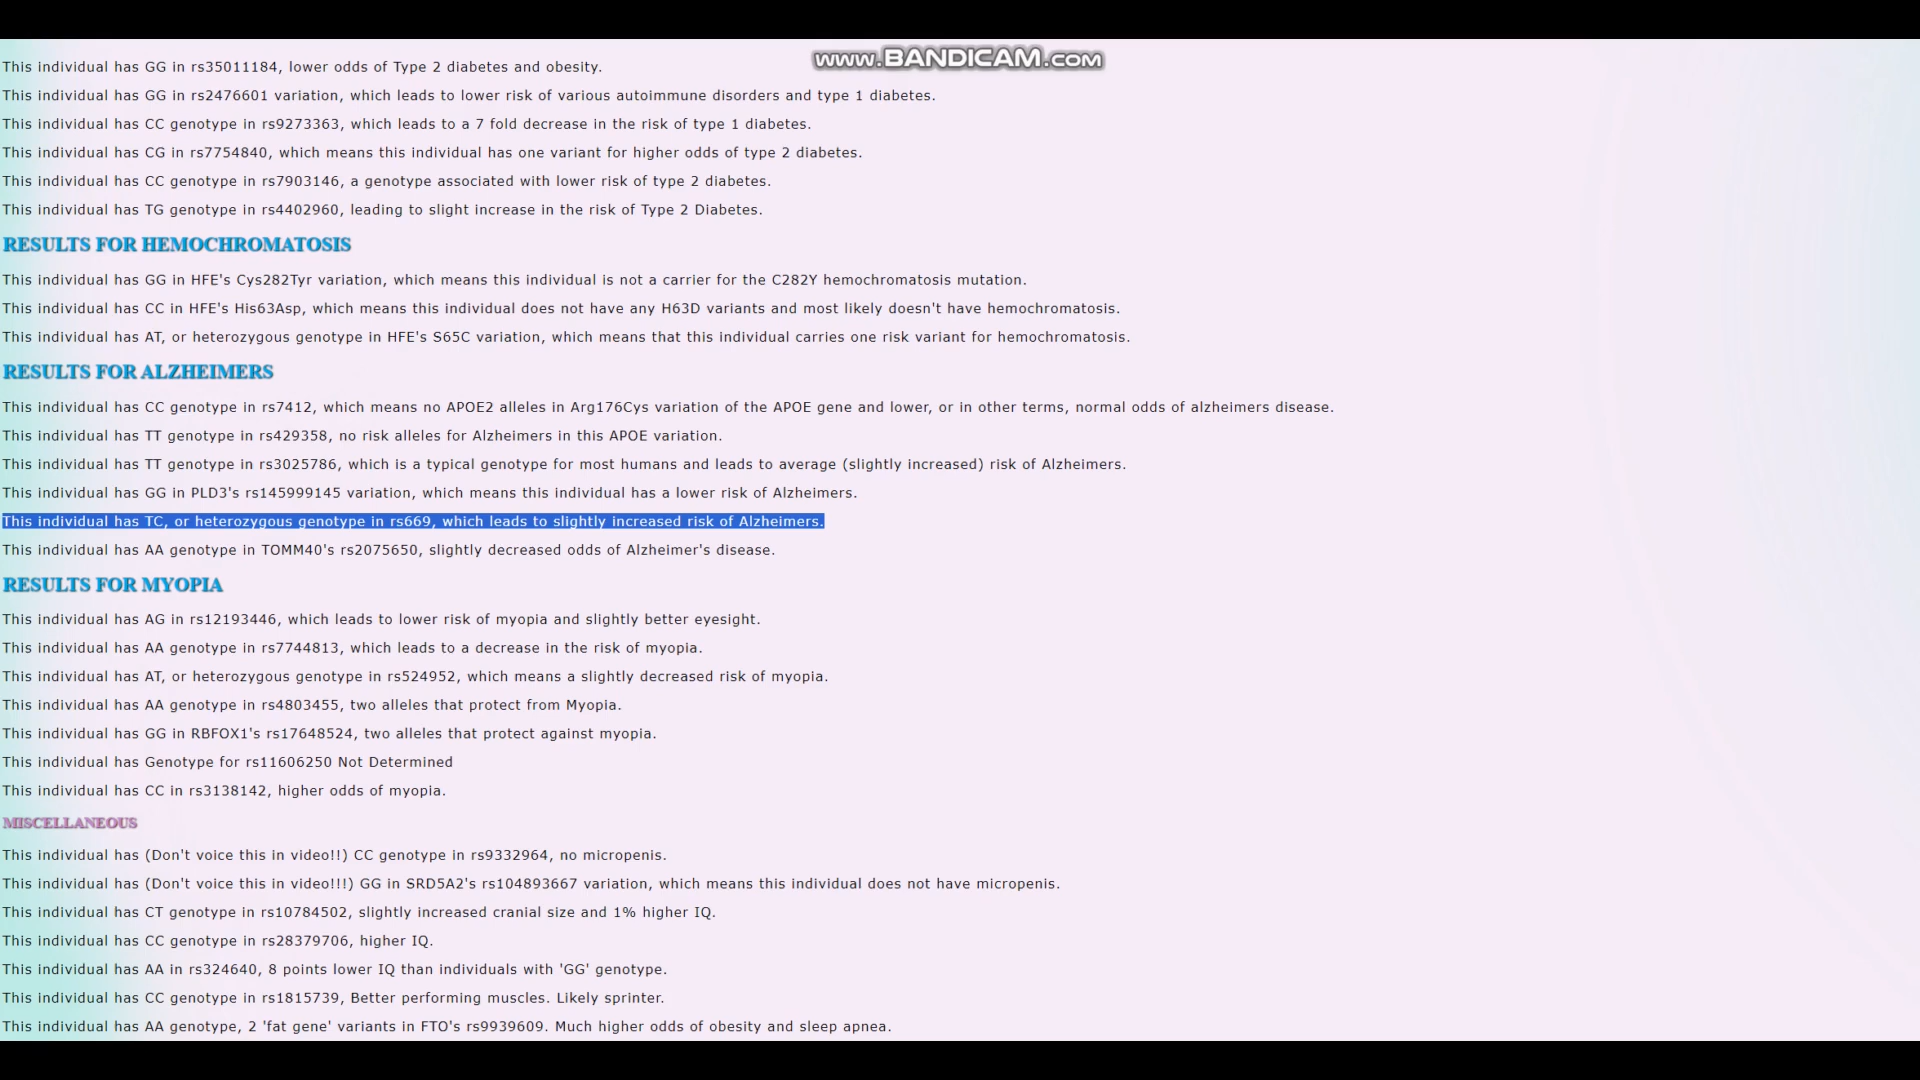 www.BANDICAM.com
This individual has GG in rs35011184, lower odds of Type 2 diabetes and obesity.
This individual has GG in rs2476601 variation, which leads to lower risk of various autoimmune disorders and type 1 diabetes.
This individual has CC genotype in rs9273363, which leads to a 7 fold decrease in the risk of type 1 diabetes.
This individual has CG in rs7754840, which means this individual has one variant for higher odds of type 2 diabetes.
This individual has CC genotype in rs7903146, a genotype associated with lower risk of type 2 diabetes.
This individual has TG genotype in rs4402960, leading to slight increase in the risk of Type 2 Diabetes.
RESULTS FOR HEMOCHROMATOSIS
This individual has GG in HFE's Cys282Tyr variation, which means this individual is not a carrier for the C282Y hemochromatosis mutation.
This individual has CC in HFE's His63Asp, which means this individual does not have any H63D variants and most likely doesn't have hemochromatosis.
This individual has AT, or heterozygous genotype in HFE's S65C variation, which means that this individual carries one risk variant for hemochromatosis.
RESULTS FOR ALZHEIMERS
This individual has CC genotype in rs7412, which means no APOE2 alleles in Arg176Cys variation of the APOE gene and lower, or in other terms, normal odds of alzheimers disease.
This individual has TT genotype in rs429358, no risk alleles for Alzheimers in this APOE variation.
This individual has TT genotype in rs3025786, which is a typical genotype for most humans and leads to average (slightly increased) risk of Alzheimers.
This individual has GG in PLD3's rs145999145 variation, which means this individual has a lower risk of Alzheimers.
This individual has TC, or heterozygous genotype in rs669, which leads to slightly increased risk of Alzheimers.
This individual has AA genotype in TOMM40's rs2075650, slightly decreased odds of Alzheimer's disease.
RESULTS FOR MYOPIA
This individual has AG in rs12193446, which leads to lower risk of myopia and slightly better eyesight.
This individual has AA genotype in rs7744813, which leads to a decrease in the risk of myopia.
This individual has AT, or heterozygous genotype in rs524952, which means a slightly decreased risk of myopia.
This individual has AA genotype in rs4803455, two alleles that protect from Myopia.
This individual has GG in RBFOX1's rs17648524, two alleles that protect against myopia.
This individual has Genotype for rs11606250 Not Determined
This individual has CC in rs3138142, higher odds of myopia.
MISCELLANEOUS
This individual has (Don't voice this in video!!) CC genotype in rs9332964, no micropenis.
This individual has (Don't voice this in video!!!) GG in SRD5A2's rs104893667 variation, which means this individual does not have micropenis.
This individual has CT genotype in rs10784502, slightly increased cranial size and 1% higher IQ.
This individual has CC genotype in rs28379706, higher IQ.
This individual has AA in rs324640, 8 points lower IQ than individuals with 'GG' genotype.
This individual has CC genotype in rs1815739, Better performing muscles. Likely sprinter.
This individual has AA genotype, 2 'fat gene' variants in FTO's rs9939609. Much higher odds of obesity and sleep apnea.